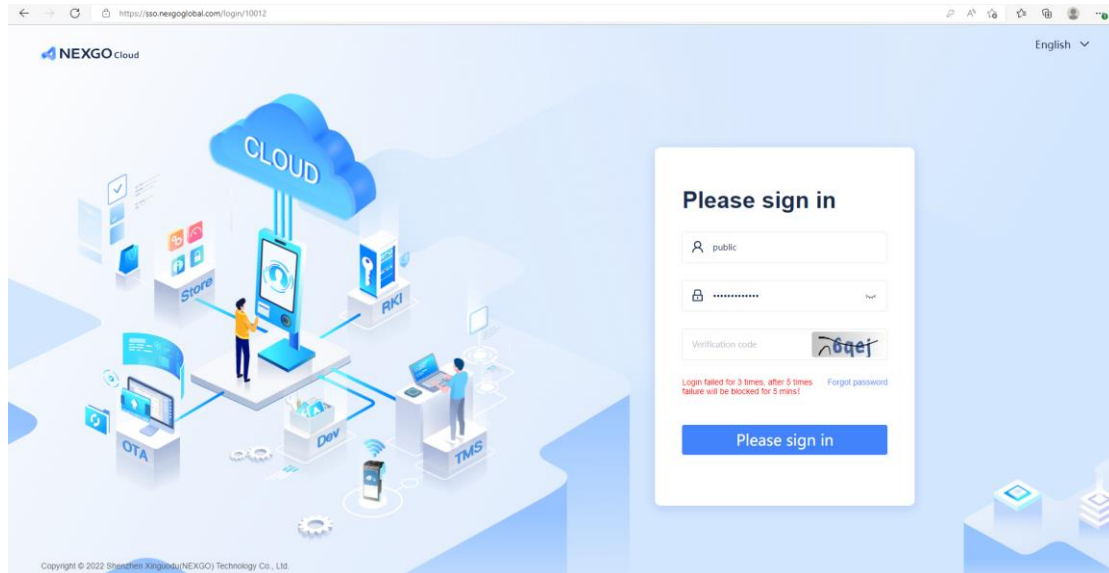 https://sso.nexgoglobal.com/login/10012
NEXGO Cloud
English
CLOUD
Store
RKI
OTA
Dev
TMS
Please sign in
public
Verification code
6qej
Login failed for 3 times, after 5 times Forgot password
failure will be blocked for 5 mins!
Please sign in
Copyright © 2022 Shenzhen Xinguodu(NEXGO) Technology Co., Ltd.